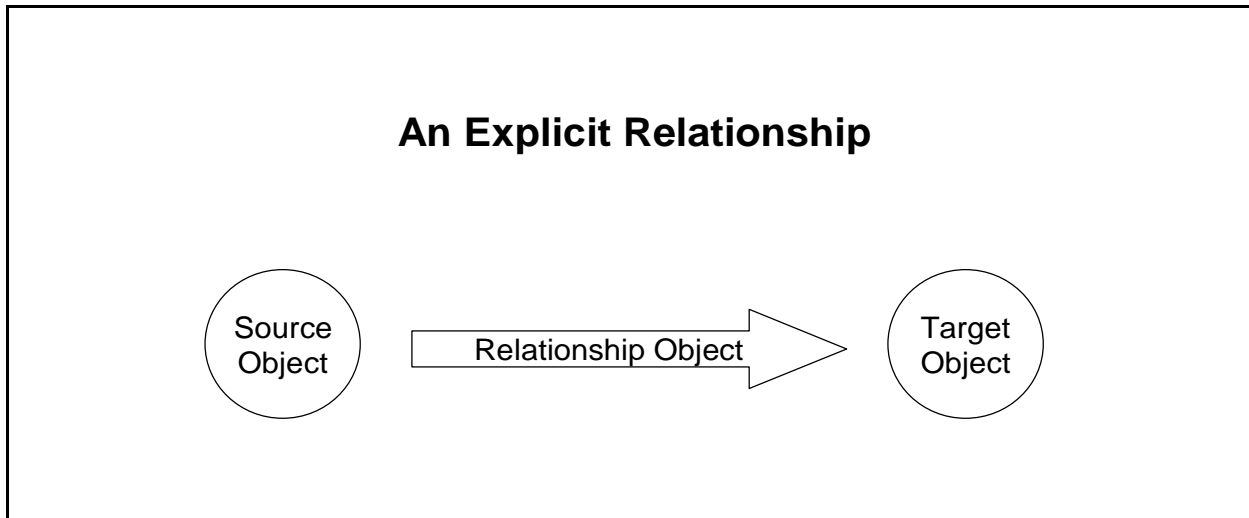 An Explicit Relationship
Source
Object
Relationship Object
Target
Object